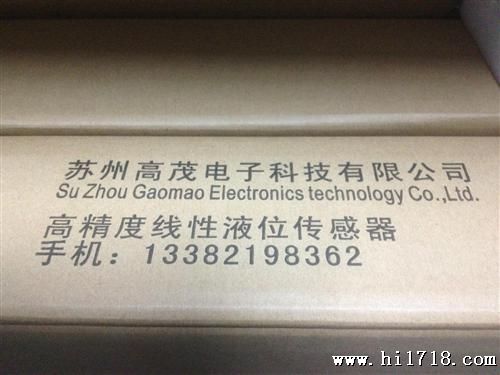 苏州高茂电子科技有限公司
Su Zhou Gaomao Electronics technology Co.,Ltd.
高精度线性液位传感器
手机：13382198362
www.hi1718.com